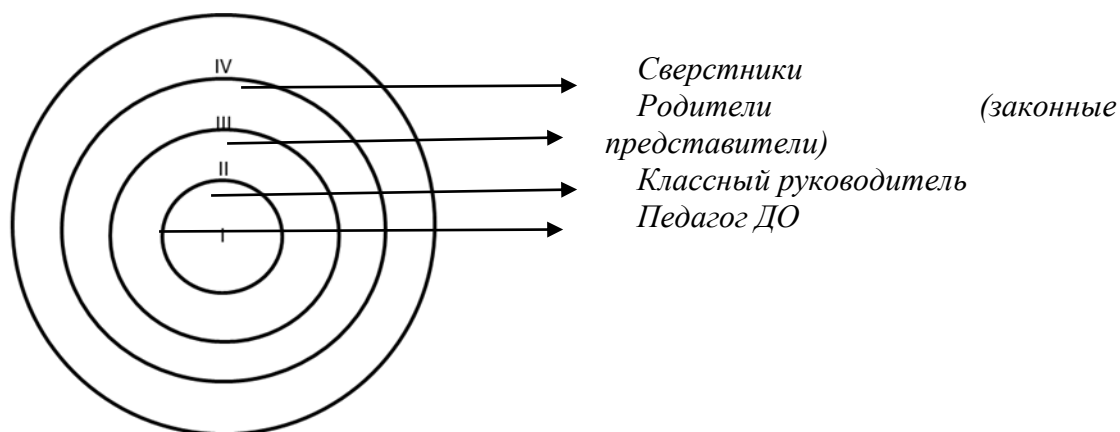 IV
III
II
I
Сверстники
Родители (законные
представители)
Классный руководитель
Педагог ДО